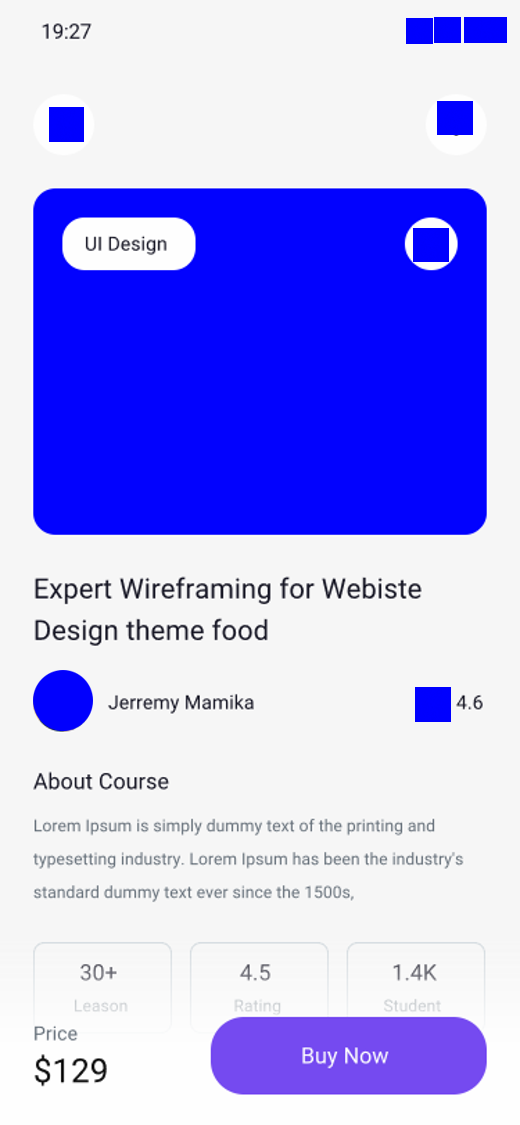 19:27
UI Design
Expert Wireframing for Webiste
Design theme food
Jerremy Mamika
4.6
About Course
Lorem Ipsum is simply dummy text of the printing and
typesetting industry. Lorem Ipsum has been the industry's
standard dummy text ever since the 1500s,
30+
4.5
1.4K
Leason
Rating
Student
Price
$129
Buy Now